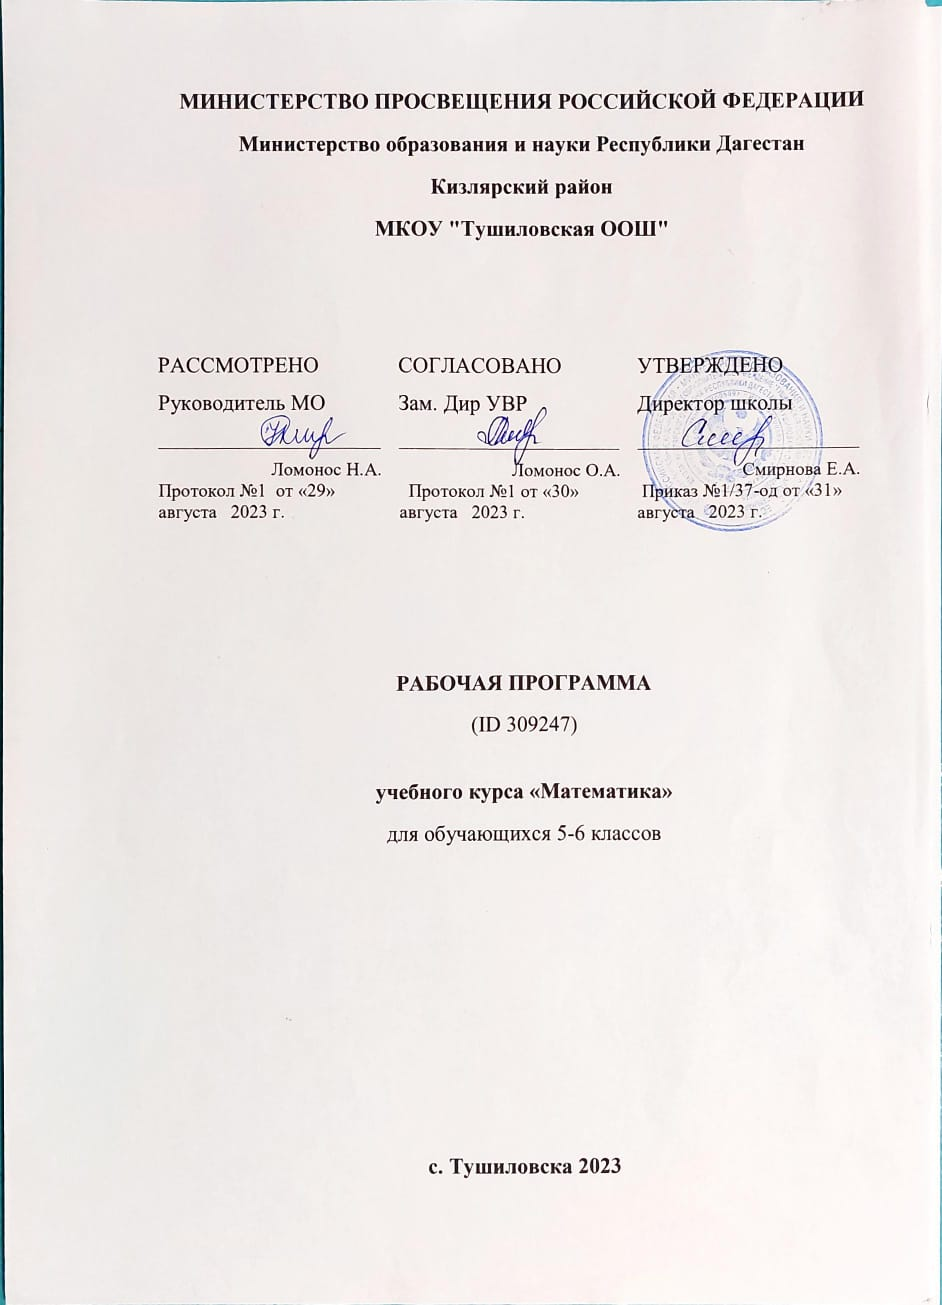 МИНИСТЕРСТВО ПРОСВЕЩЕНИЯ РОССИЙСКОЙ ФЕДЕРАЦИИ
Министерство образования и науки Республики Дагестан
Кизлярский район
МКОУ "Тушиловская ООШ"
РАССМОТРЕНО
Руководитель МО
Ломонос Н.А.
Протокол №1 от «29»
августа 2023 г.
СОГЛАСОВАНО
Зам. Дир УВР
Ломонос О.А.
Протокол №1 от «30»
августа 2023 г.
УТВЕРЖДЕНО
Директор школы
Смирнова Е.А.
Приказ №1/37-од от «31»
августа 2023 г.
РАБОЧАЯ ПРОГРАММА
(ID 309247)
учебного курса «Математика»
для обучающихся 5-6 классов
с. Тушиловска 2023